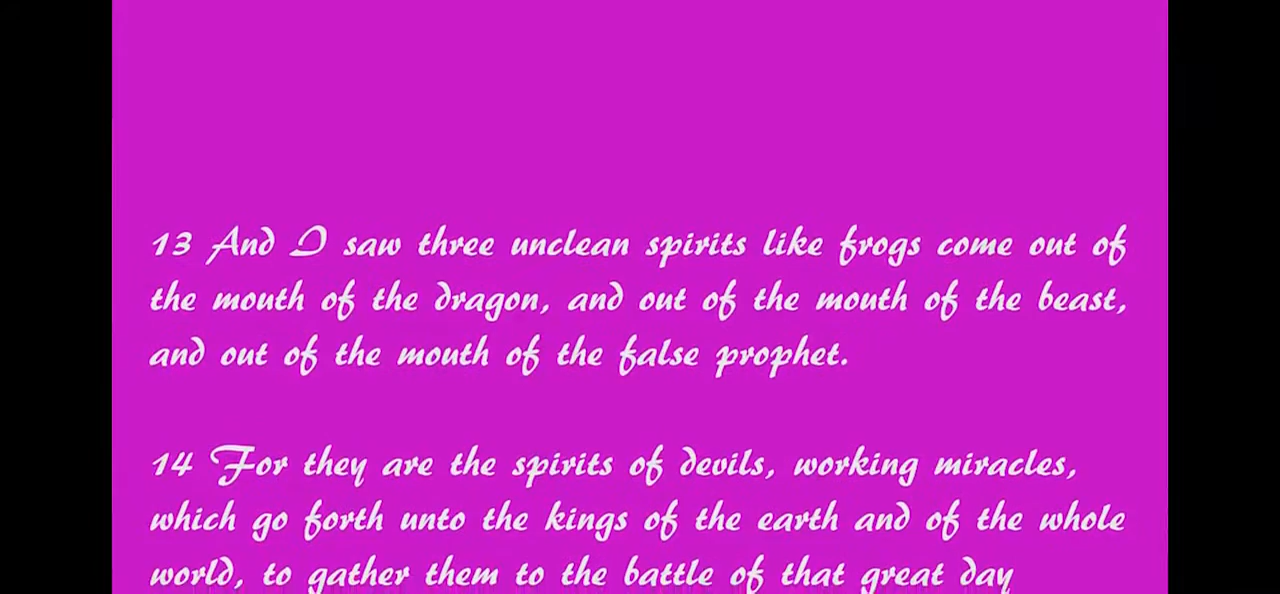 13 And I saw three unclean spirits like frogs come out of
the mouth of the dragon, and out of the mouth of the beast,
and out of the mouth of the false prophet.
14 For they are the spirits of devils, working miracles,
which go forth unto the kings of the earth and of the whole
world, to gather them to the battle of that great day